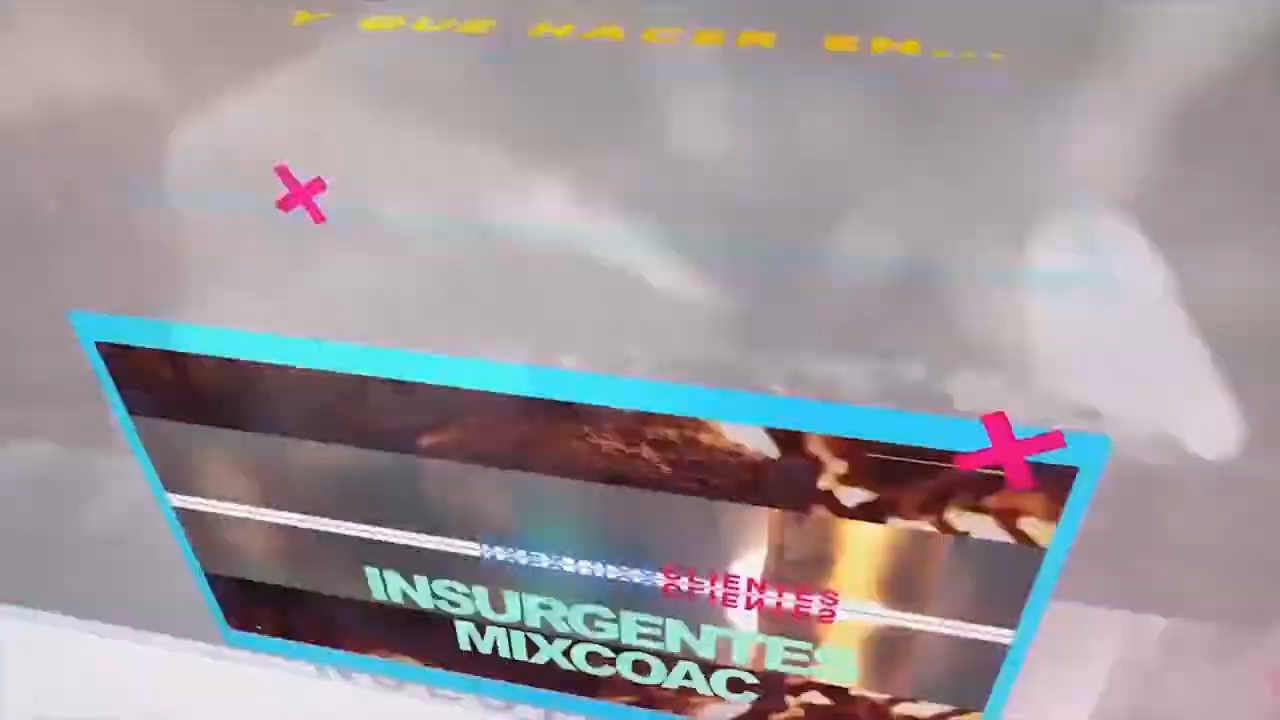 Y QUE HACER EN...
CLIENTES
INSURGENTES
MIXCOAC